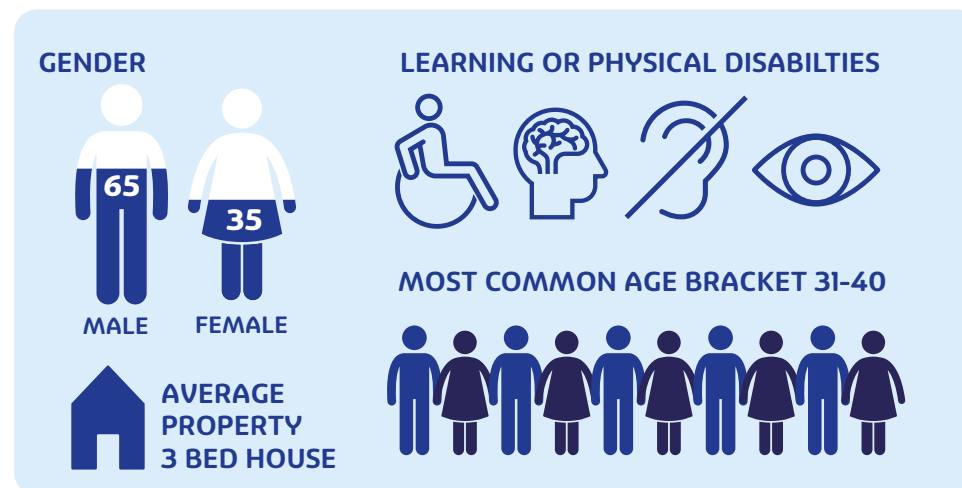 GENDER
65
35
MALE
FEMALE
AVERAGE
PROPERTY
3 BED HOUSE
LEARNING OR PHYSICAL DISABILTIES
MOST COMMON AGE BRACKET 31-40